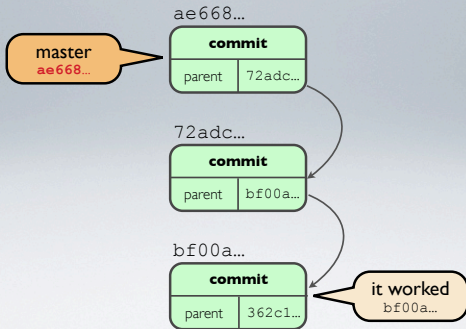 ae668…
commit
parent 72adc…
master
ae668…
72adc…
commit
parent bf00a…
bf00a…
commit
parent 362c1…
it worked
bf00a…